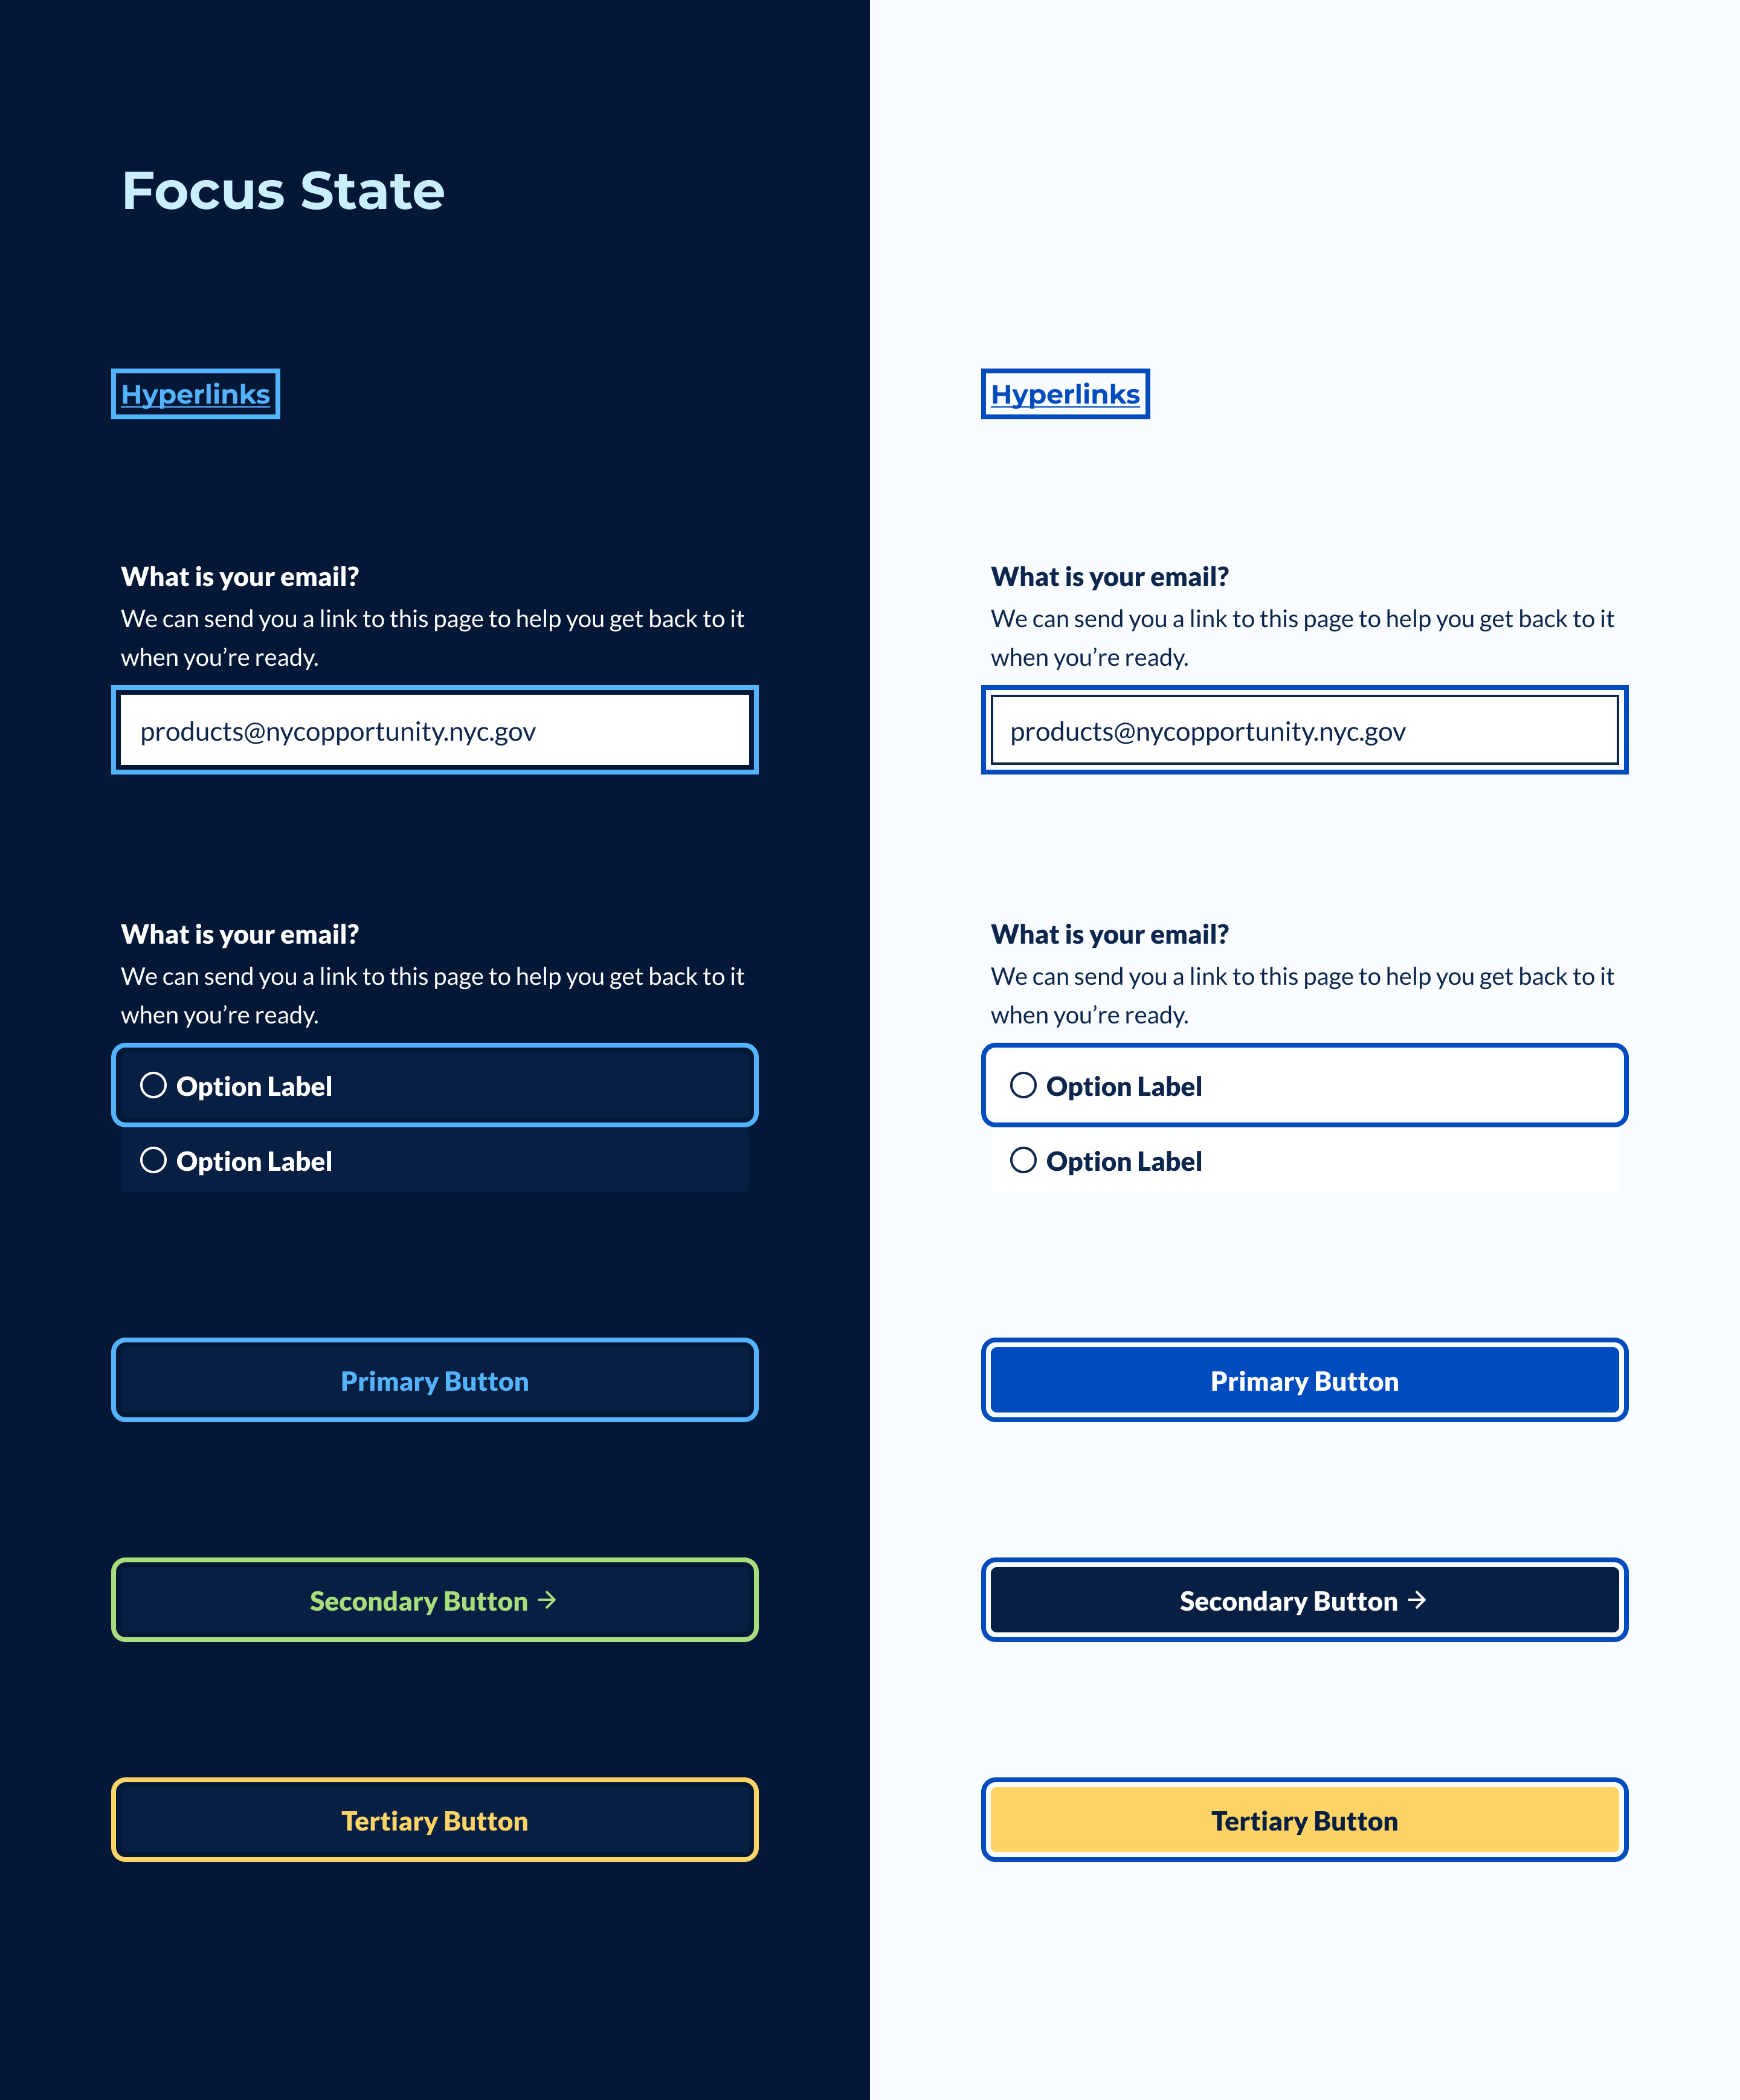 Focus State
Hyperlinks
What is your email?
We can send you a link to this page to help you get back to it
when you’re ready.
products@nycopportunity.nyc.gov
What is your email?
We can send you a link to this page to help you get back to it
when you’re ready.
Option Label
Option Label
Primary Button
Secondary Button →
Tertiary Button
Hyperlinks
What is your email?
We can send you a link to this page to help you get back to it
when you’re ready.
products@nycopportunity.nyc.gov
What is your email?
We can send you a link to this page to help you get back to it
when you’re ready.
Option Label
Option Label
Primary Button
Secondary Button →
Tertiary Button